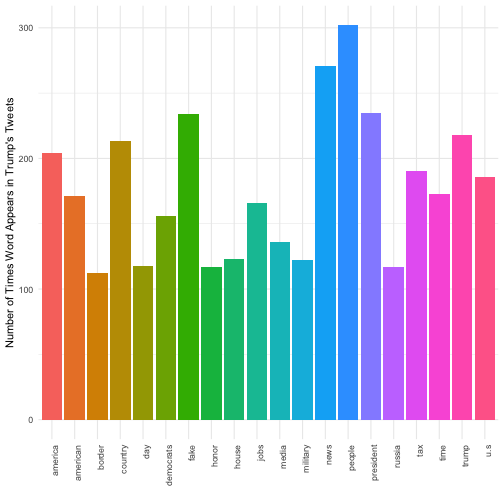 Number of Times Word Appears in Trump's Tweets
300
200
100
0
america
american
border
country
day
democrats
fake
honor
house
jobs
media
military
news
people
president
russia
tax
time
trump
u.s